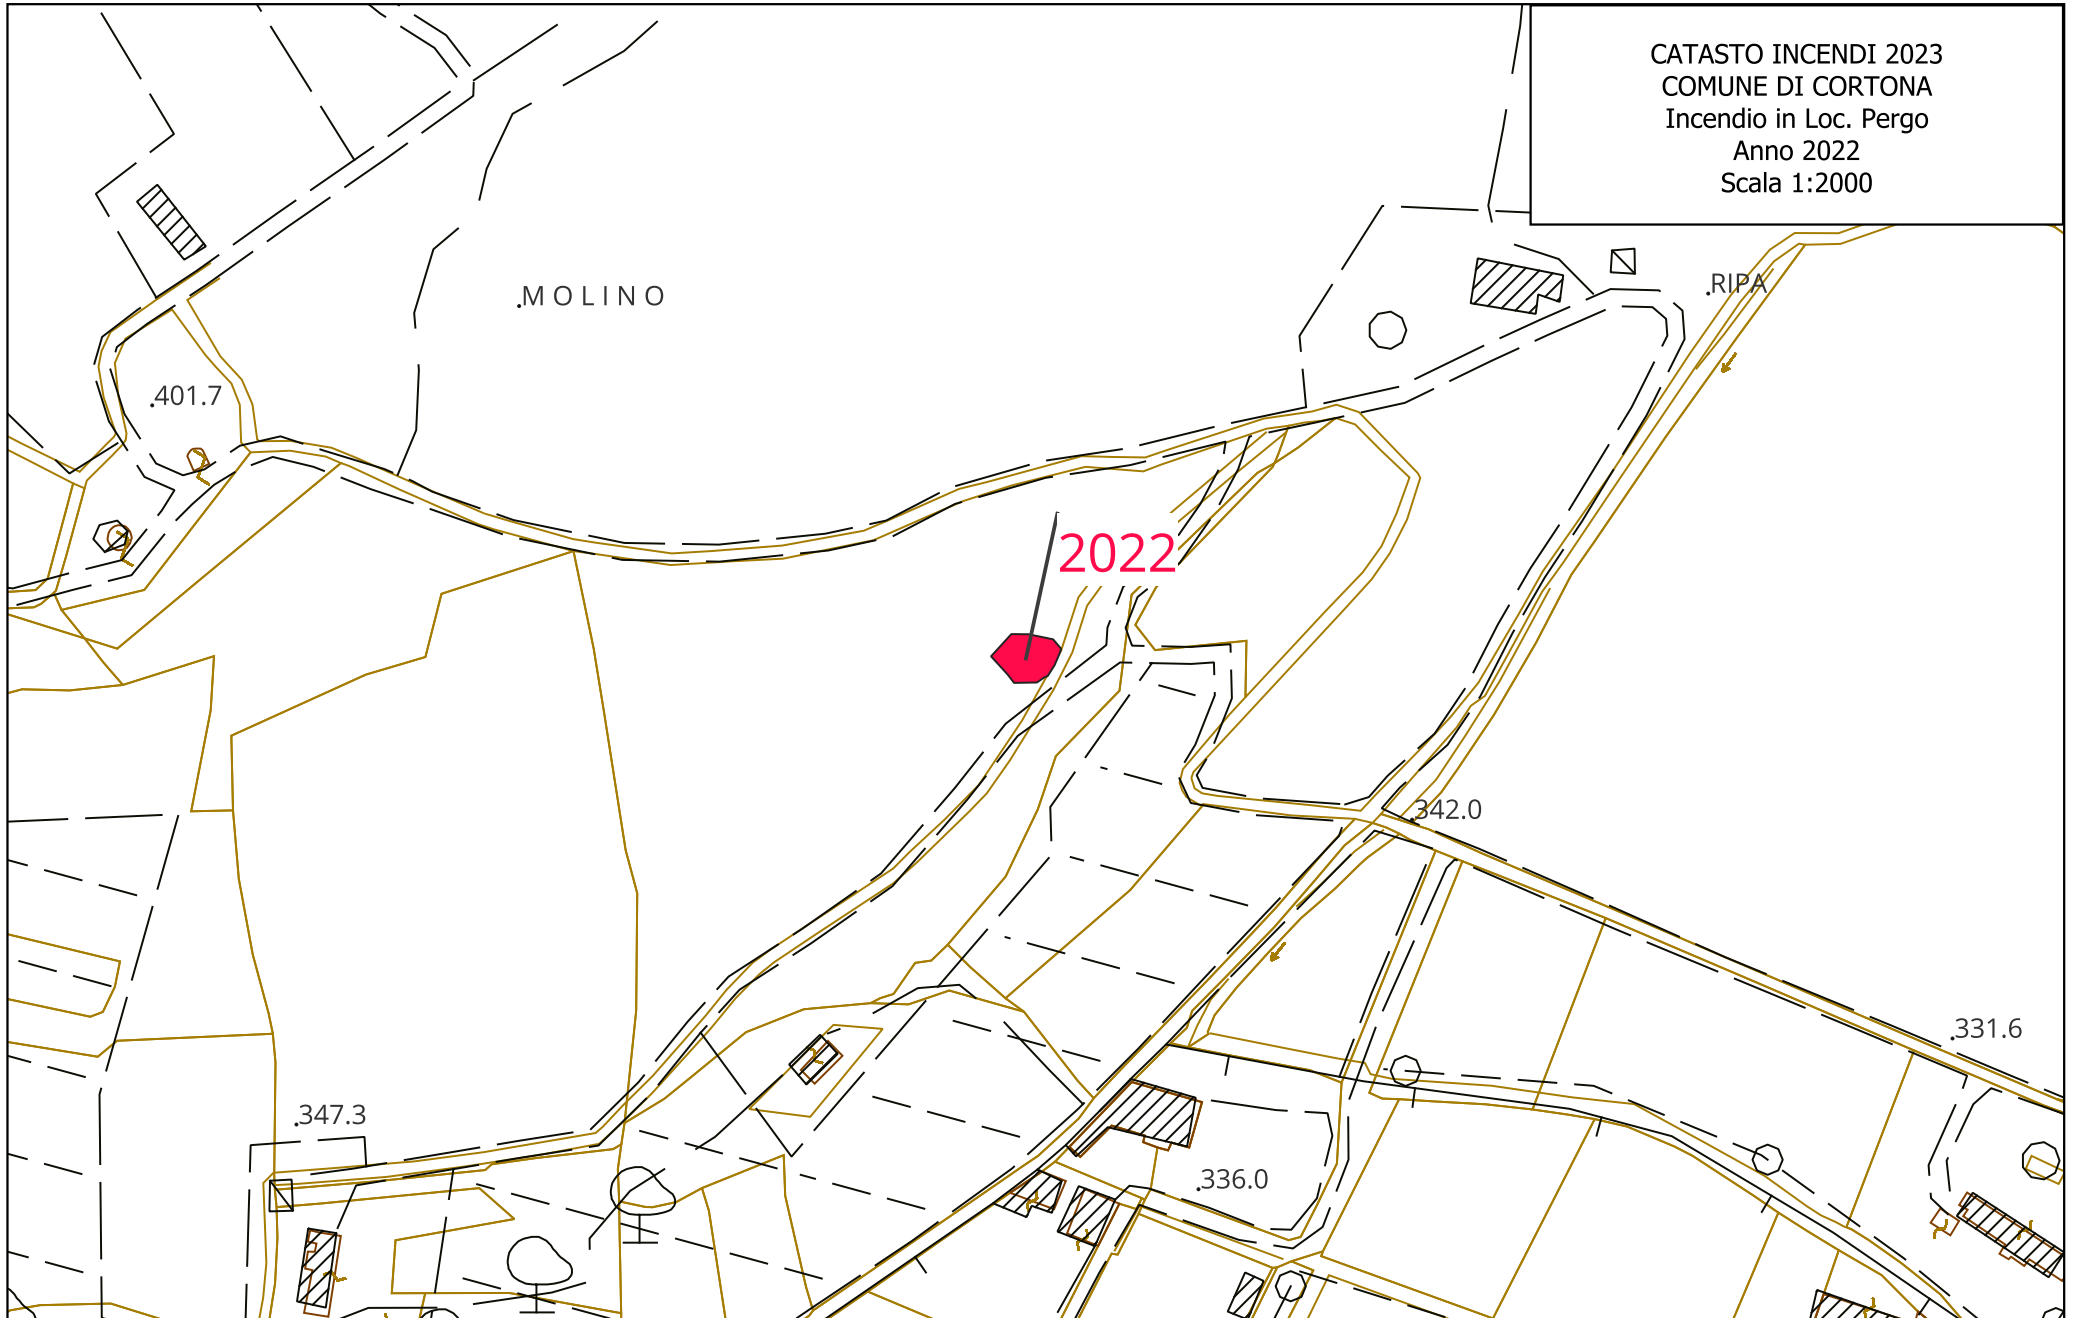 CATASTO INCENDI 2023
COMUNE DI CORTONA
Incendio in Loc. Pergo
Anno 2022
Scala 1:2000
MOLINO
RIPA
401.7
2022
342.0
331.6
347.3
336.0